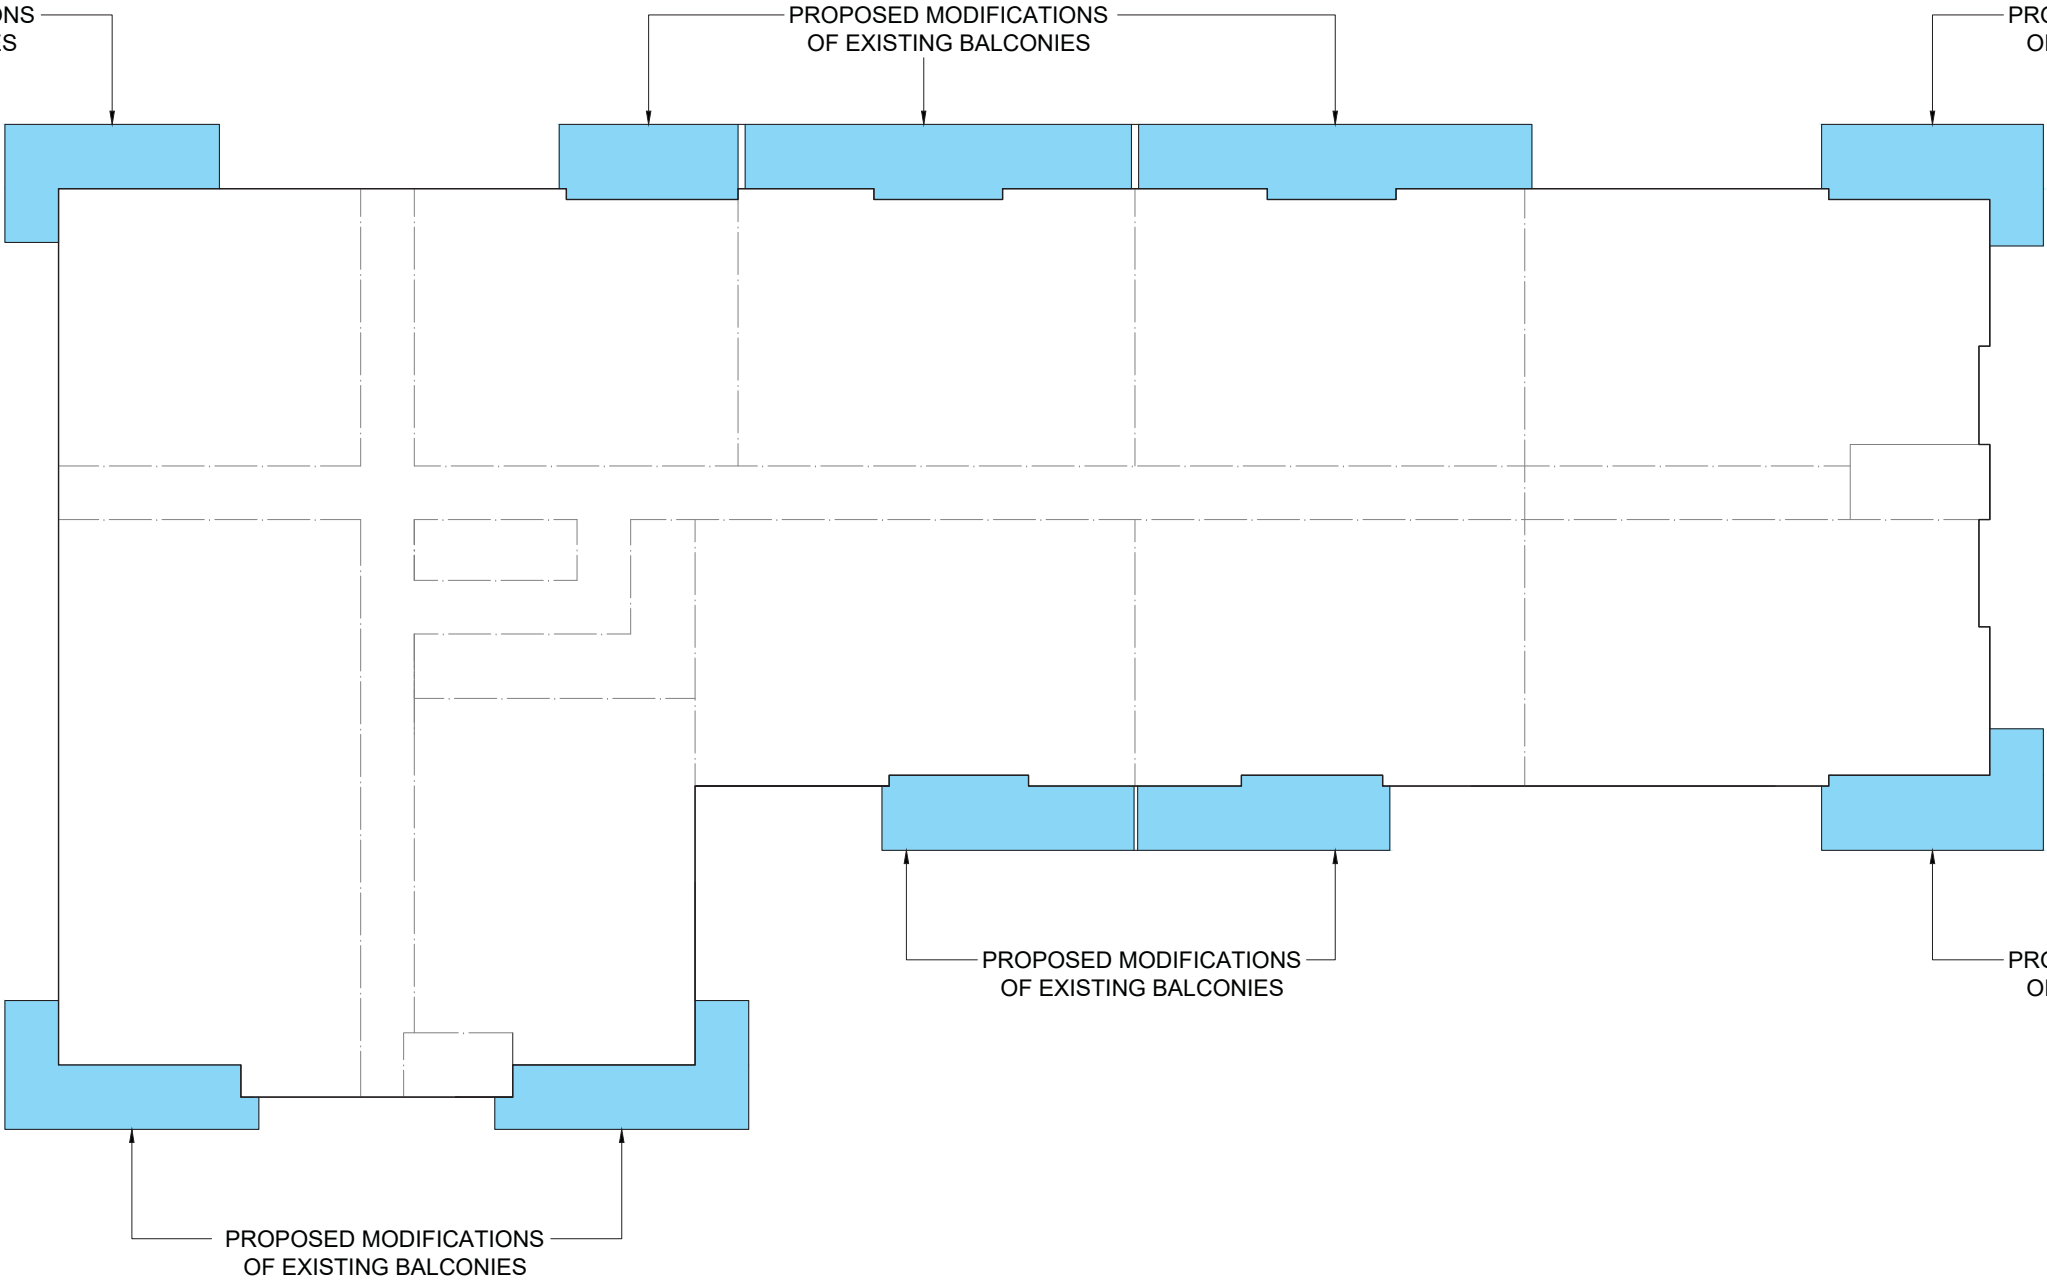 PROPOSED MODIFICATIONS
OF EXISTING BALCONIES
PROPOSED MODIFICATIONS
OF EXISTING BALCONIES
PROPOSED MODIFICATIONS
OF EXISTING BALCONIES